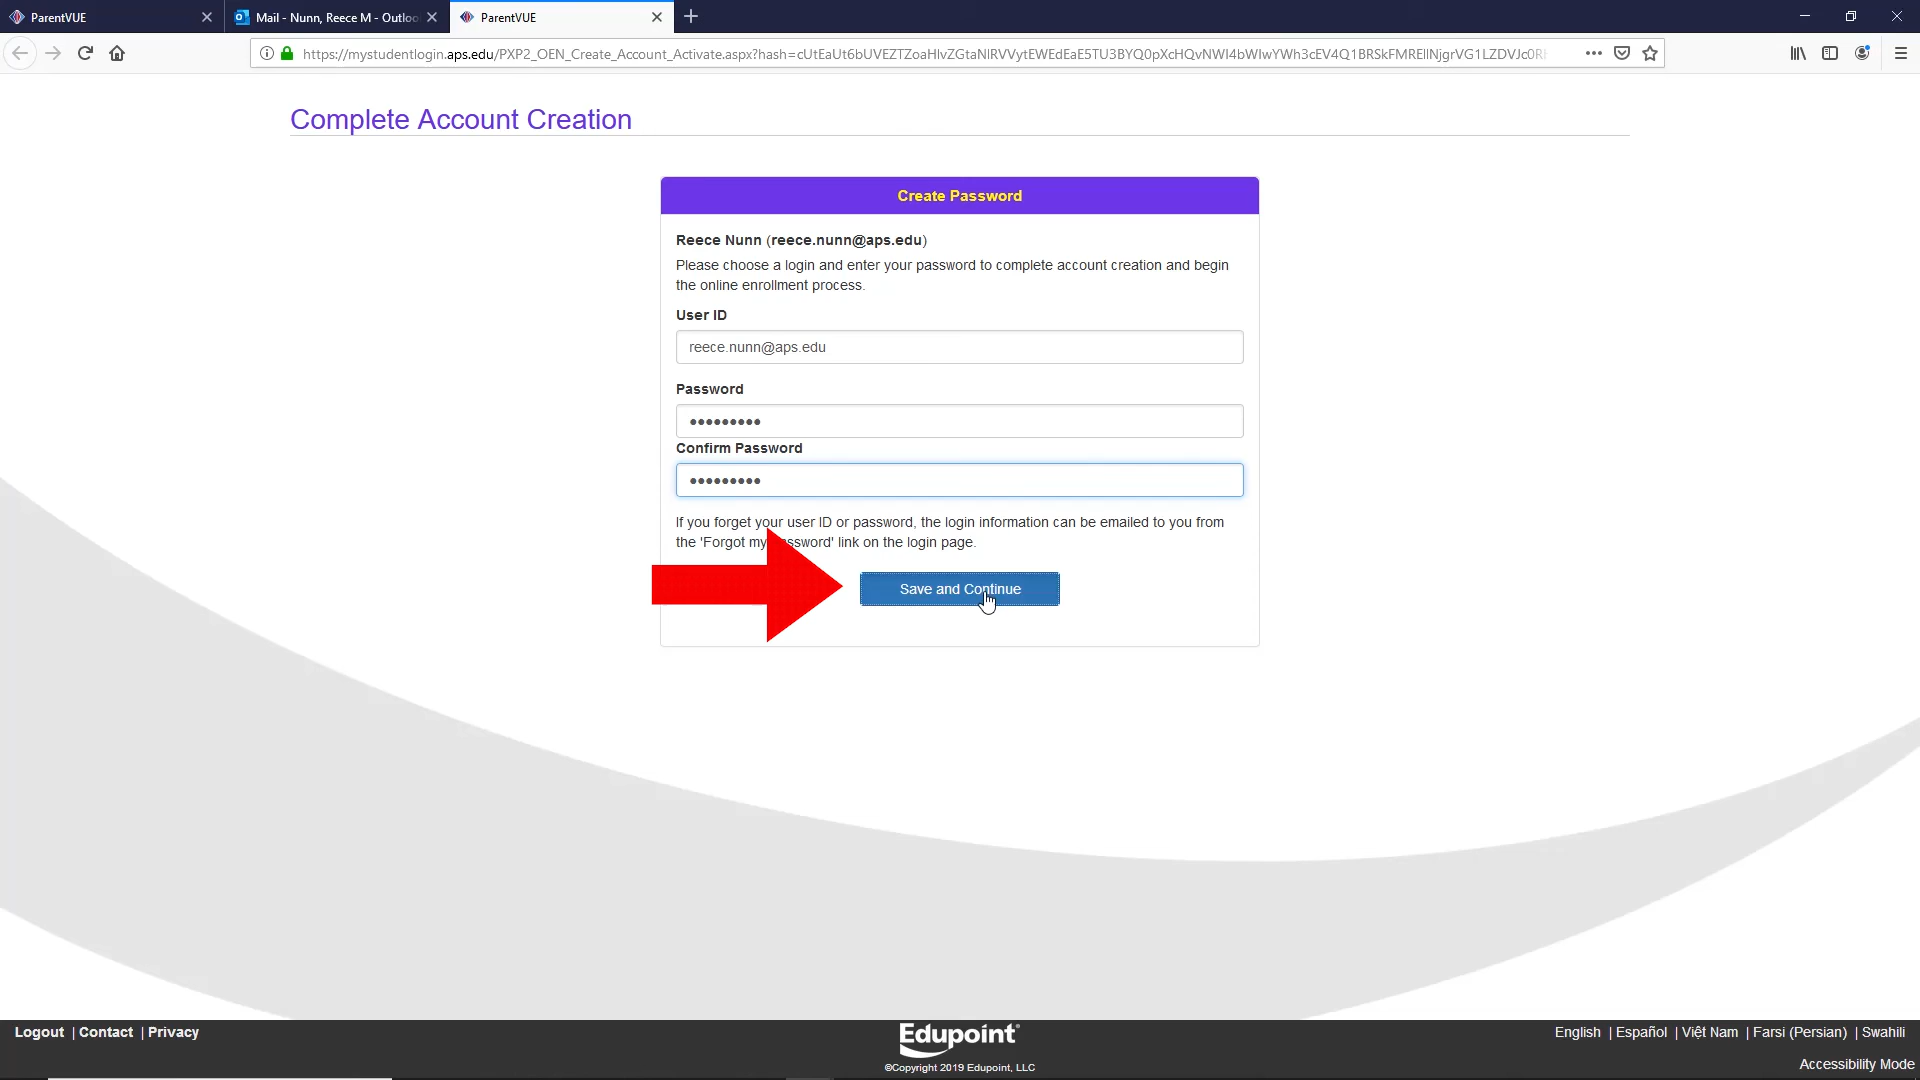 ParentVUE
Mail - Nunn, Reece M - Outloo
ParentVUE
https://mystudentlogin.aps.edu/PXP2_OEN_Create_Account_Activate.aspx?hash=
Complete Account Creation
Create Password
Reece Nunn (reece.nunn@aps.edu)
Please choose a login and enter your password to complete account creation and begin
the online enrollment process.
User ID
reece.nunn@aps.edu
Password
•••••••••
Confirm Password
•••••••••
If you forget your user ID or password, the login information can be emailed to you from
the 'Forgot my password' link on the login page.
Save and Continue
Logout | Contact | Privacy
Edupoint
©Copyright 2019 Edupoint, LLC
English | Español | Việt Nam | Farsi (Persian) | Swahili
Accessibility Mode